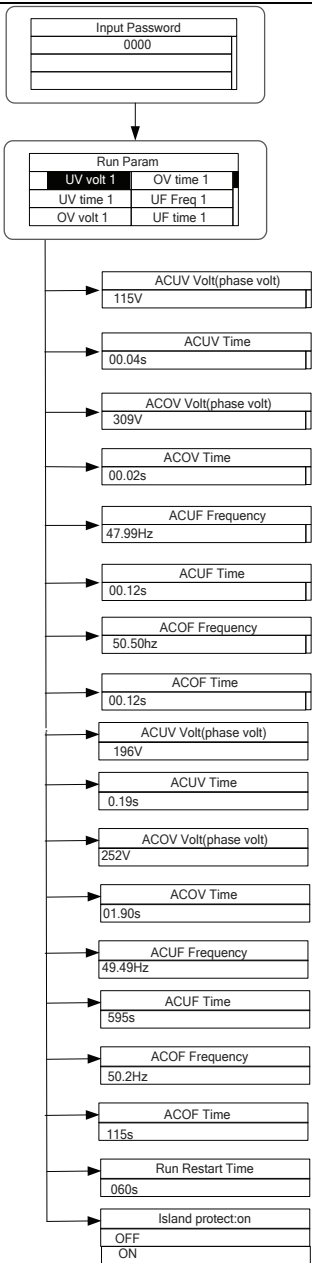 Input Password
0000
Run Param
UV volt 1 OV time 1
UV time 1 UF Freq 1
OV volt 1 UF time 1
ACUV Volt(phase volt)
115V
ACUV Time
00.04s
ACOV Volt(phase volt)
309V
ACOV Time
00.02s
ACUF Frequency
47.99Hz
ACUF Time
00.12s
ACOF Frequency
50.50hz
ACOF Time
00.12s
ACUV Volt(phase volt)
196V
ACUV Time
0.19s
ACOV Volt(phase volt)
252V
ACOV Time
01.90s
ACUF Frequency
49.49Hz
ACUF Time
595s
ACOF Frequency
50.2Hz
ACOF Time
115s
Run Restart Time
060s
Island protect:on
OFF
ON